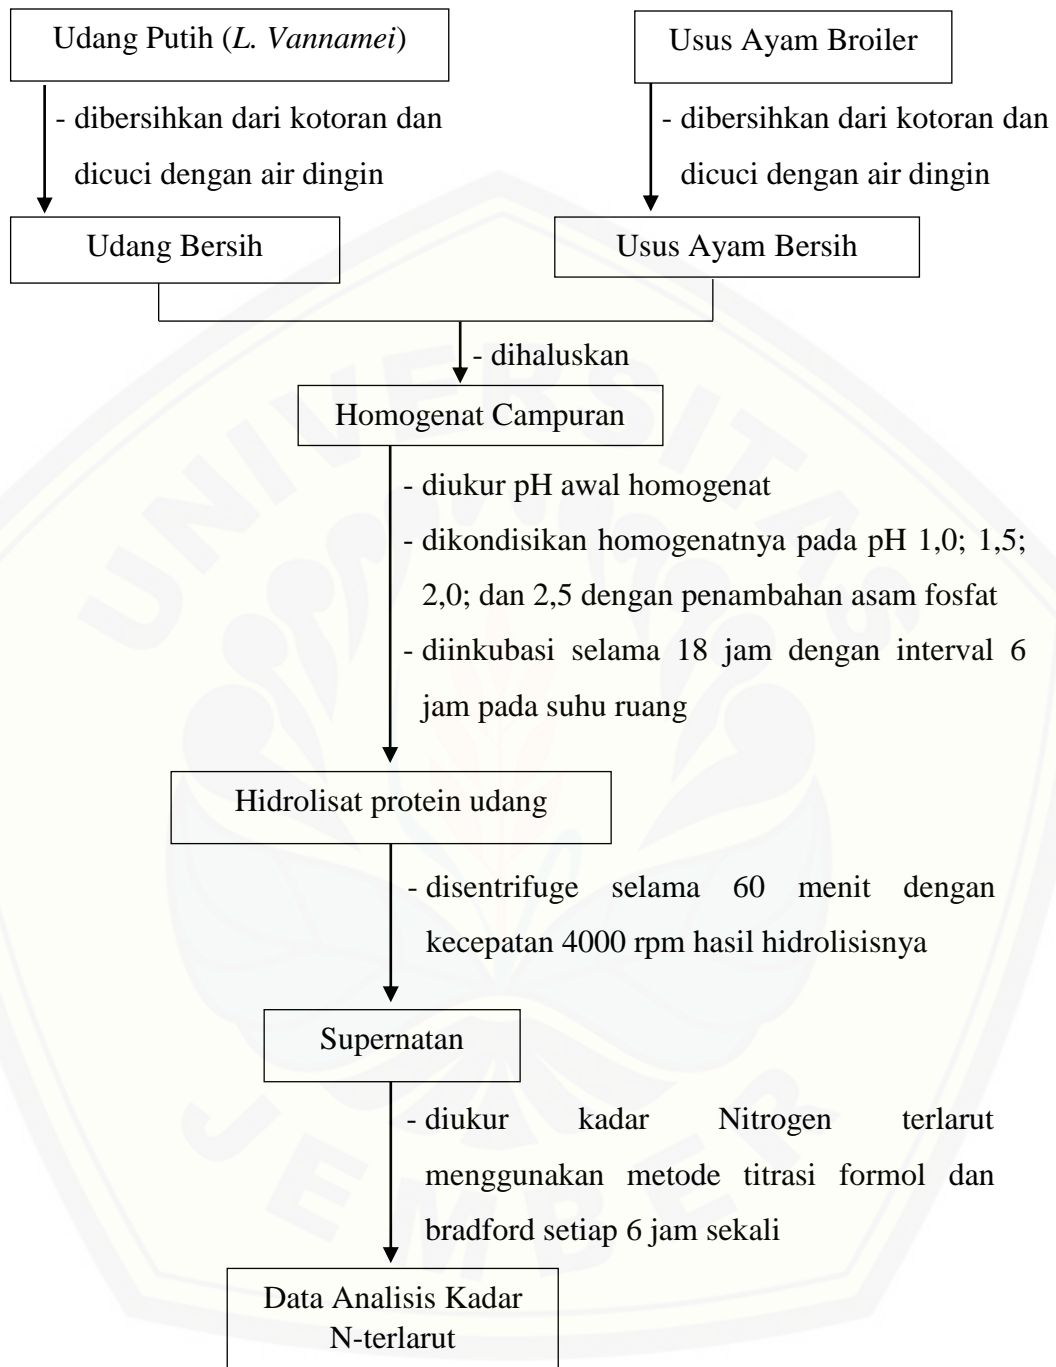 Udang Putih (L. Vannamei)
Usus Ayam Broiler
- dibersihkan dari kotoran dan
dicuci dengan air dingin
- dibersihkan dari kotoran dan
dicuci dengan air dingin
Udang Bersih
Usus Ayam Bersih
- dihaluskan
Homogenat Campuran
- diukur pH awal homogenat
- dikondisikan homogenatnya pada pH 1,0; 1,5;
2,0; dan 2,5 dengan penambahan asam fosfat
- diinkubasi selama 18 jam dengan interval 6
jam pada suhu ruang
Hidrolisat protein udang
- disentrifuge selama 60 menit dengan
kecepatan 4000 rpm hasil hidrolisisnya
Supernatan
- diukur kadar Nitrogen terlarut
menggunakan metode titrasi formol dan
bradford setiap 6 jam sekali
Data Analisis Kadar
N-terlarut
UNIVERSITAS
JEMBER